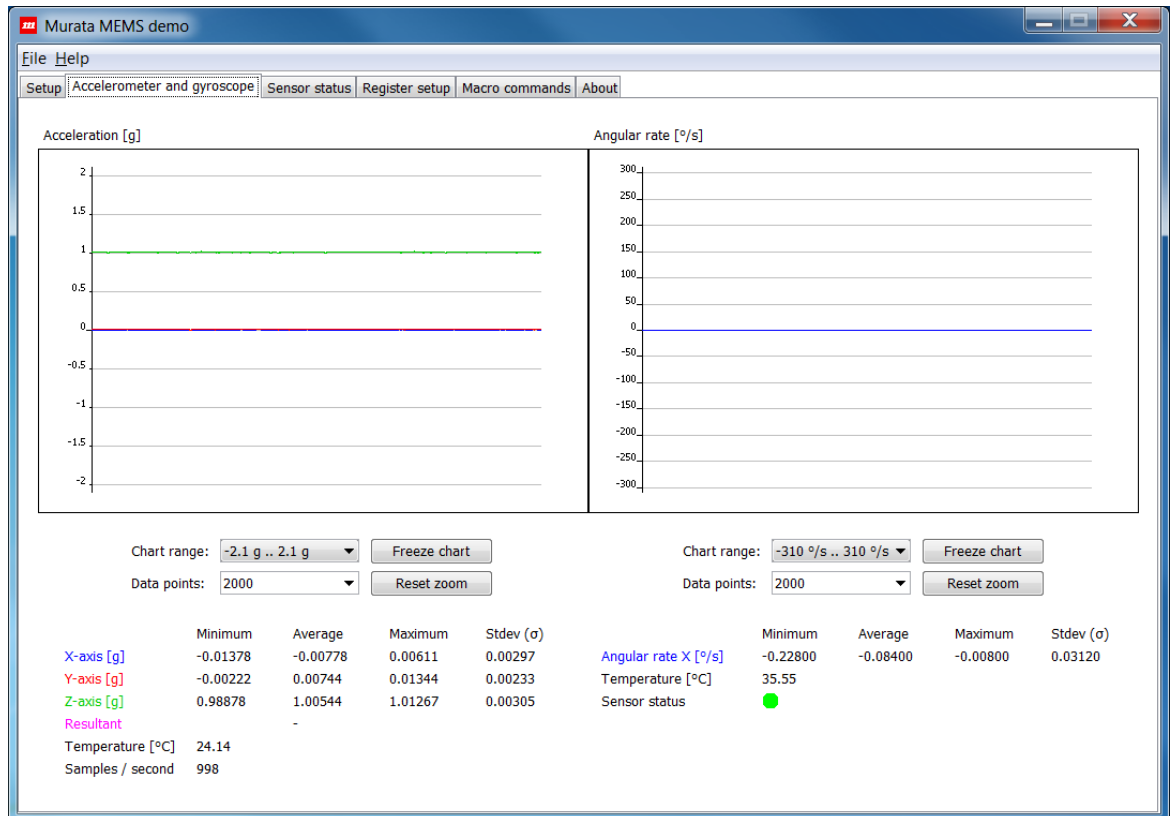 m Murata MEMS demo
File Help
Setup Accelerometer and gyroscope Sensor status Register setup Macro commands About
Acceleration [g]
2
1.5
1
0.5
0
-0.5
-1
-1.5
-2
Angular rate [°/s]
300
250
200
150
100
50
0
-50
-100
-150
-200
-250
-300
Chart range: -2.1 g .. 2.1 g Freeze chart
Data points: 2000 Reset zoom
Chart range: -310 °/s .. 310 °/s Freeze chart
Data points: 2000 Reset zoom
Minimum Average Maximum Stdev (σ)
X-axis [g] -0.01378 -0.00778 0.00611 0.00297
Y-axis [g] -0.00222 0.00744 0.01344 0.00233
Z-axis [g] 0.98878 1.00544 1.01267 0.00305
Resultant -
Temperature [°C] 24.14
Samples / second 998
Minimum Average Maximum Stdev (σ)
Angular rate X [°/s] -0.22800 -0.08400 -0.00800 0.03120
Temperature [°C] 35.55
Sensor status